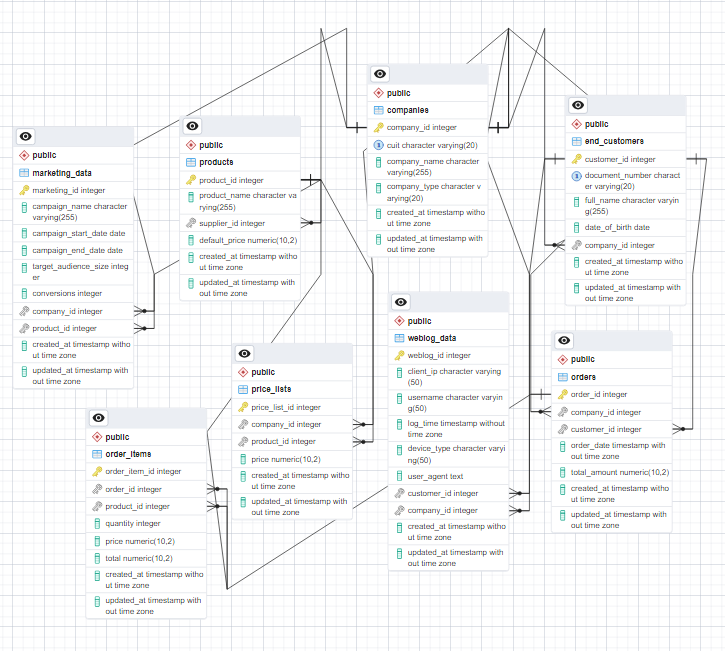 public
companies
company_id integer
cuit character varying(20)
company_name character
varying(255)
company_type character v
arying(20)
created_at timestamp witho
ut time zone
updated_at timestamp with
out time zone
public
end_customers
customer_id integer
document_number charact
er varying(20)
full_name character varyin
g(255)
date_of_birth date
company_id integer
created_at timestamp witho
ut time zone
updated_at timestamp with
out time zone
public
products
product_id integer
product_name character va
rying(255)
supplier_id integer
default_price numeric(10,2)
created_at timestamp witho
ut time zone
updated_at timestamp with
out time zone
public
marketing_data
marketing_id integer
campaign_name character
varying(255)
campaign_start_date date
campaign_end_date date
target_audience_size integ
er
conversions integer
company_id integer
product_id integer
created_at timestamp witho
ut time zone
updated_at timestamp with
out time zone
public
weblog_data
weblog_id integer
client_ip character varying
(50)
username character varyin
g(50)
log_time timestamp without
time zone
device_type character varyi
ng(50)
user_agent text
customer_id integer
company_id integer
created_at timestamp witho
ut time zone
updated_at timestamp with
out time zone
public
orders
order_id integer
company_id integer
customer_id integer
order_date timestamp with
out time zone
total_amount numeric(10,2)
created_at timestamp witho
ut time zone
updated_at timestamp with
out time zone
public
price_lists
price_list_id integer
company_id integer
product_id integer
price numeric(10,2)
created_at timestamp witho
ut time zone
updated_at timestamp with
out time zone
public
order_items
order_item_id integer
order_id integer
product_id integer
quantity integer
price numeric(10,2)
total numeric(10,2)
created_at timestamp witho
ut time zone
updated_at timestamp with
out time zone